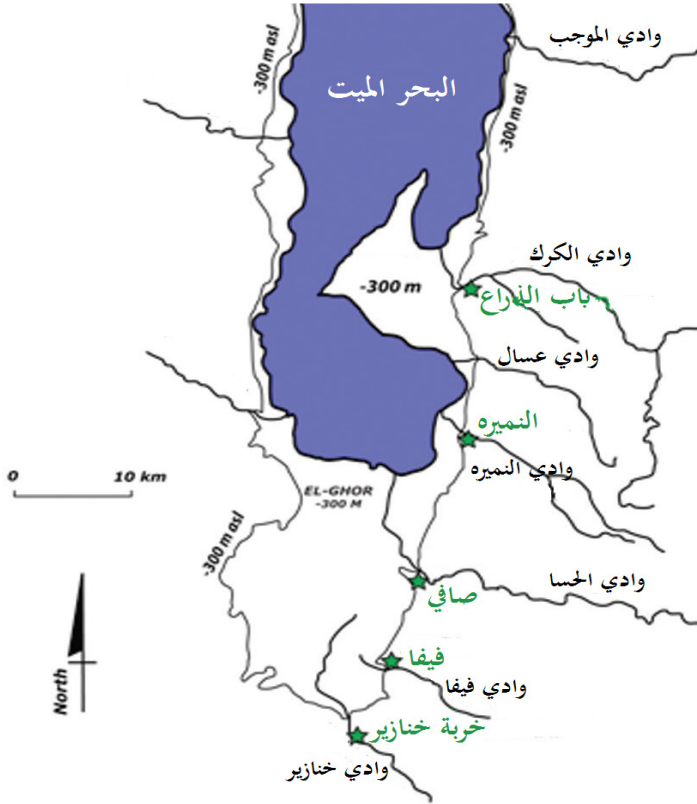 وادي الموجب
-300 m asl
البحر الميت
-300 m asl
وادي الكرك
-300 m
باب الذراع
وادي عسال
النميره
وادي النميره
0 10 km
EL-GHOR
-300 M
-300 m asl
وادي الحسا
صافي
فيفا
وادي فيفا
North
خربة خنازير
وادي خنازير